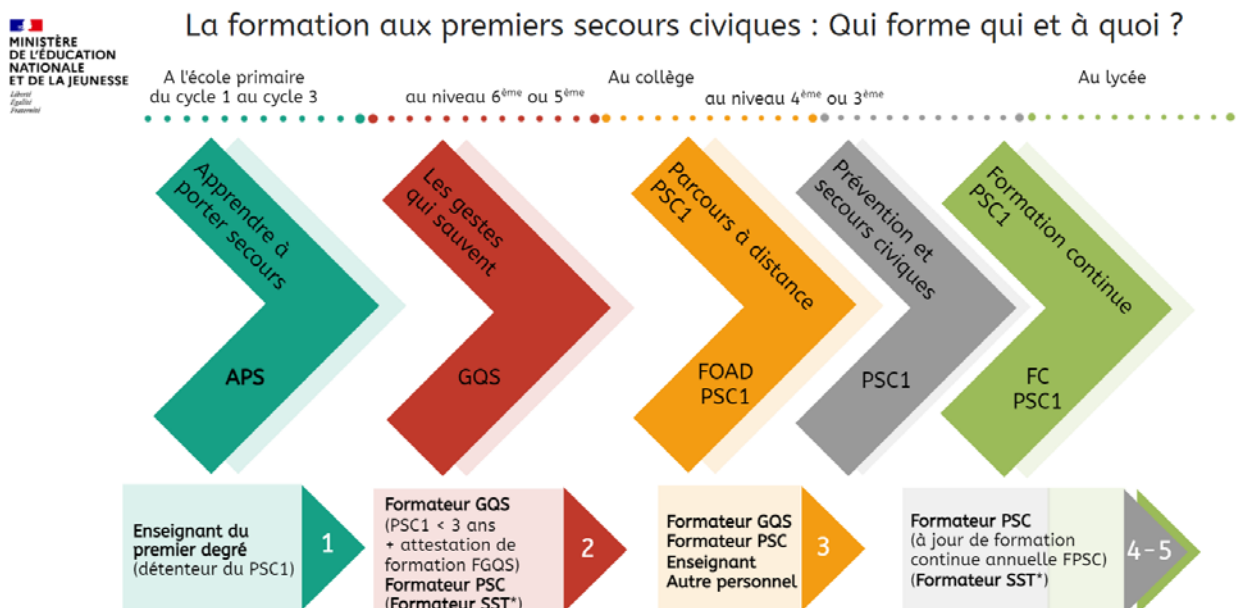 La formation aux premiers secours civiques : Qui forme qui et à quoi ?
MINISTÈRE
DE L'ÉDUCATION
NATIONALE
ET DE LA JEUNESSE
Liberté
Égalité
Fraternité
A l'école primaire
du cycle 1 au cycle 3
Au collège
au niveau 6ème ou 5ème
au niveau 4ème ou 3ème
Au lycée
Apprendre à
porter secours
APS
Les gestes
qui sauvent
GQS
Parcours à distance
PSC1
FOAD
PSC1
Prévention et
secours civiques
PSC1
Formation continue
PSC1
FC
PSC1
Enseignant du
premier degré
(détenteur du PSC1)
1
Formateur GQS
(PSC1 < 3 ans
+ attestation de
formation FGQS)
Formateur PSC
(Formateur SST*)
2
Formateur GQS
Formateur PSC
Enseignant
Autre personnel
3
Formateur PSC
(à jour de formation
continue annuelle FPSC)
(Formateur SST*)
4-5